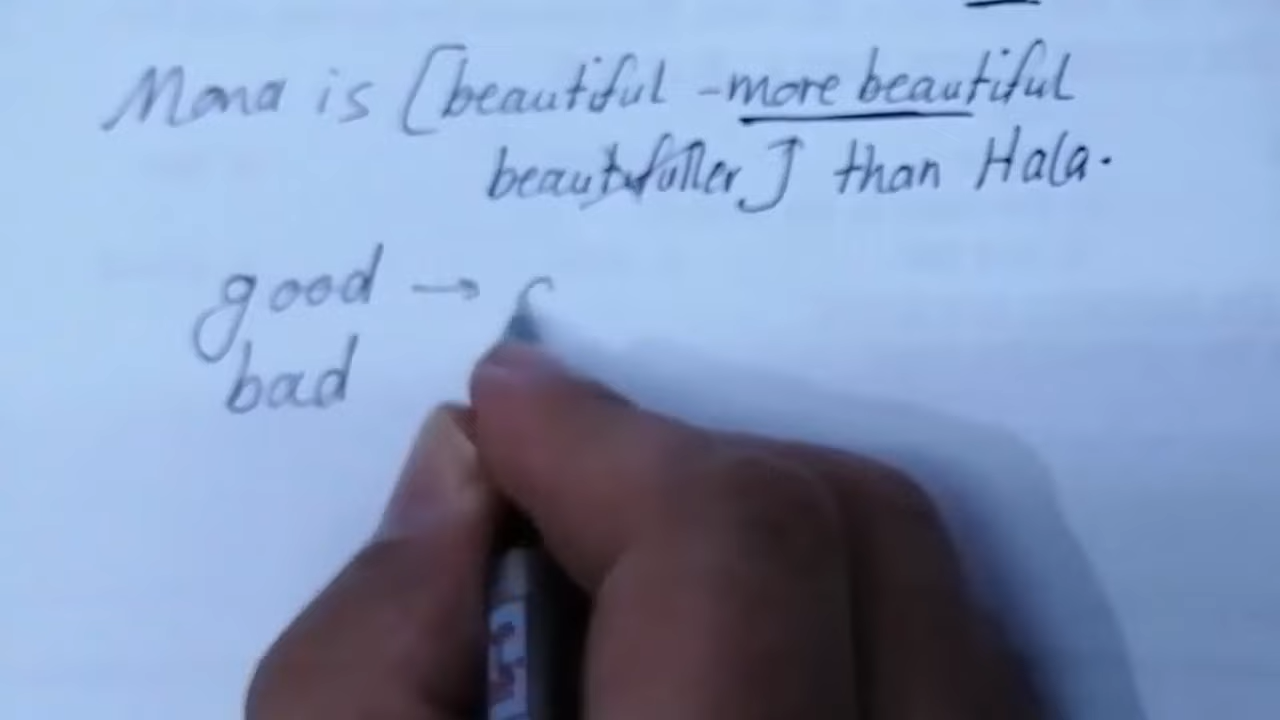 Mona is [beautiful - more beautiful
beautifuller] than Hala.
good →
bad